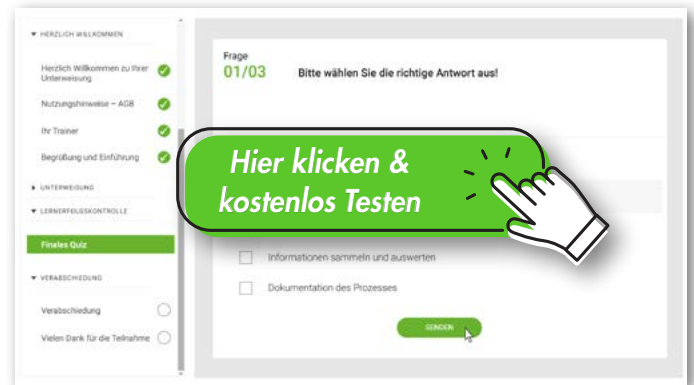 HERZLICH WILLKOMMEN
Herzlich Willkommen zu Ihrer
Unterweisung
Nutzungshinweise – AGB
Ihr Trainer
Begrüßung und Einführung
UNTERWEISUNG
LERNERFOLGSKONTROLLE
Finales Quiz
VERABSCHIEDUNG
Verabschiedung
Vielen Dank für die Teilnahme
Frage
01/03
Bitte wählen Sie die richtige Antwort aus!
Hier klicken &
kostenlos Testen
Informationen sammeln und auswerten
Dokumentation des Prozesses
SENDEN